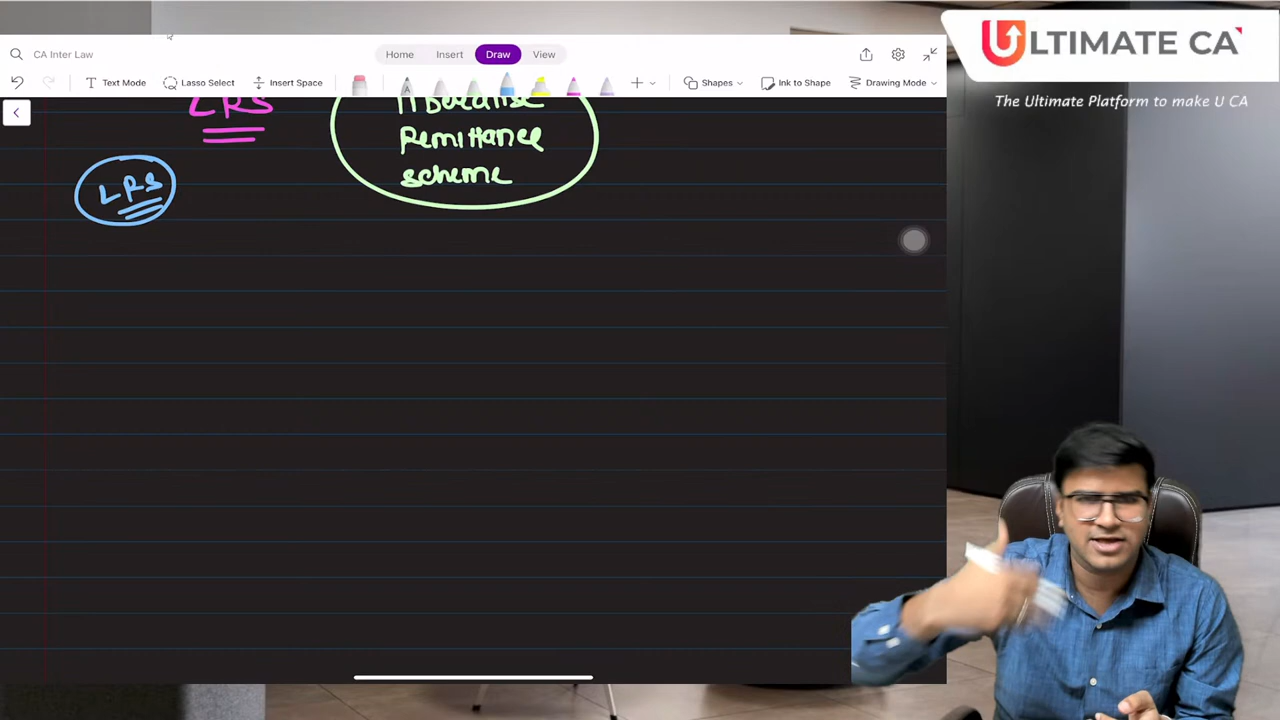 ULTIMATE CA
The Ultimate Platform to make U CA
CA Inter Law
Home Insert Draw View
Text Mode Lasso Select Insert Space Shapes Ink to Shape Drawing Mode
LRS
Remittance
scheme
LRS